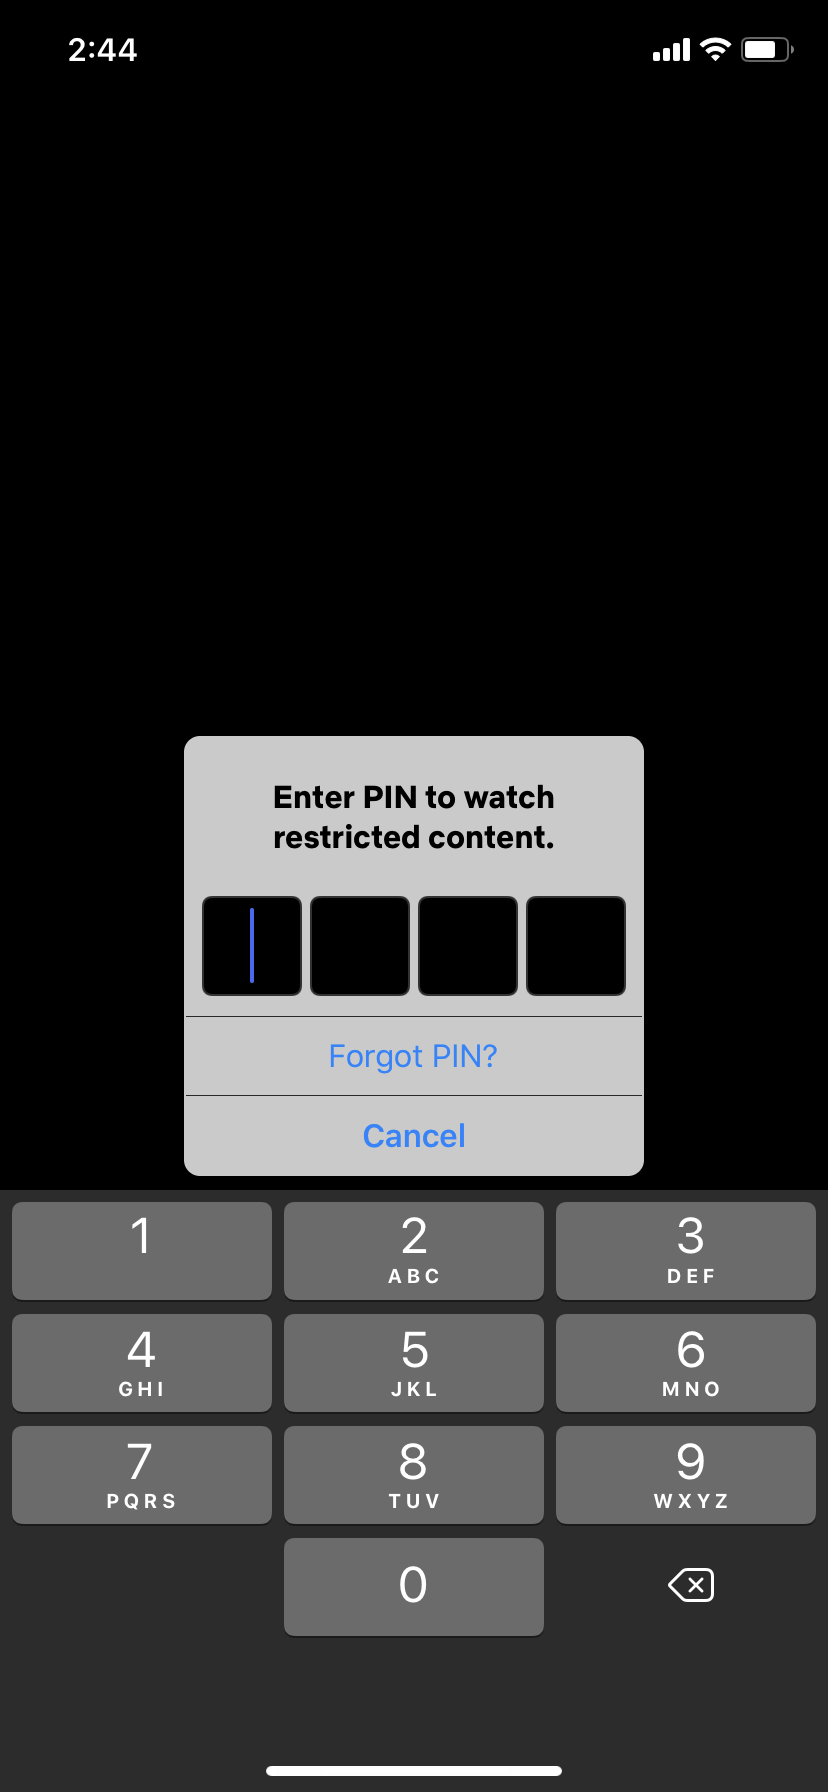 2:44
Enter PIN to watch
restricted content.
Forgot PIN?
Cancel
1
2
ABC
3
DEF
4
GHI
5
JKL
6
MNO
7
PQRS
8
TUV
9
WXYZ
0